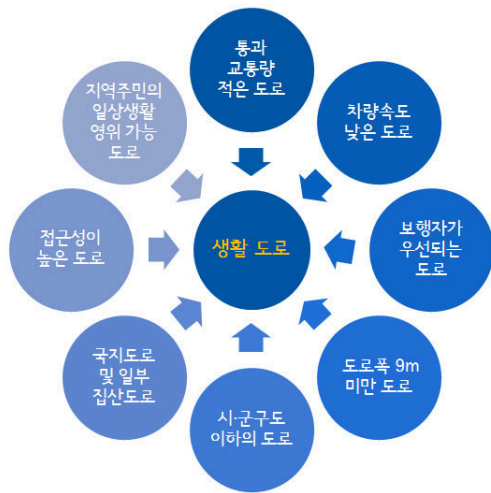 통과
교통량
적은 도로
차량속도
낮은 도로
보행자가
우선되는
도로
도로폭 9m
미만 도로
시·군구도
이하의 도로
국지도로
및 일부
집산도로
접근성이
높은 도로
지역주민의
일상생활
영위 가능
도로
생활 도로